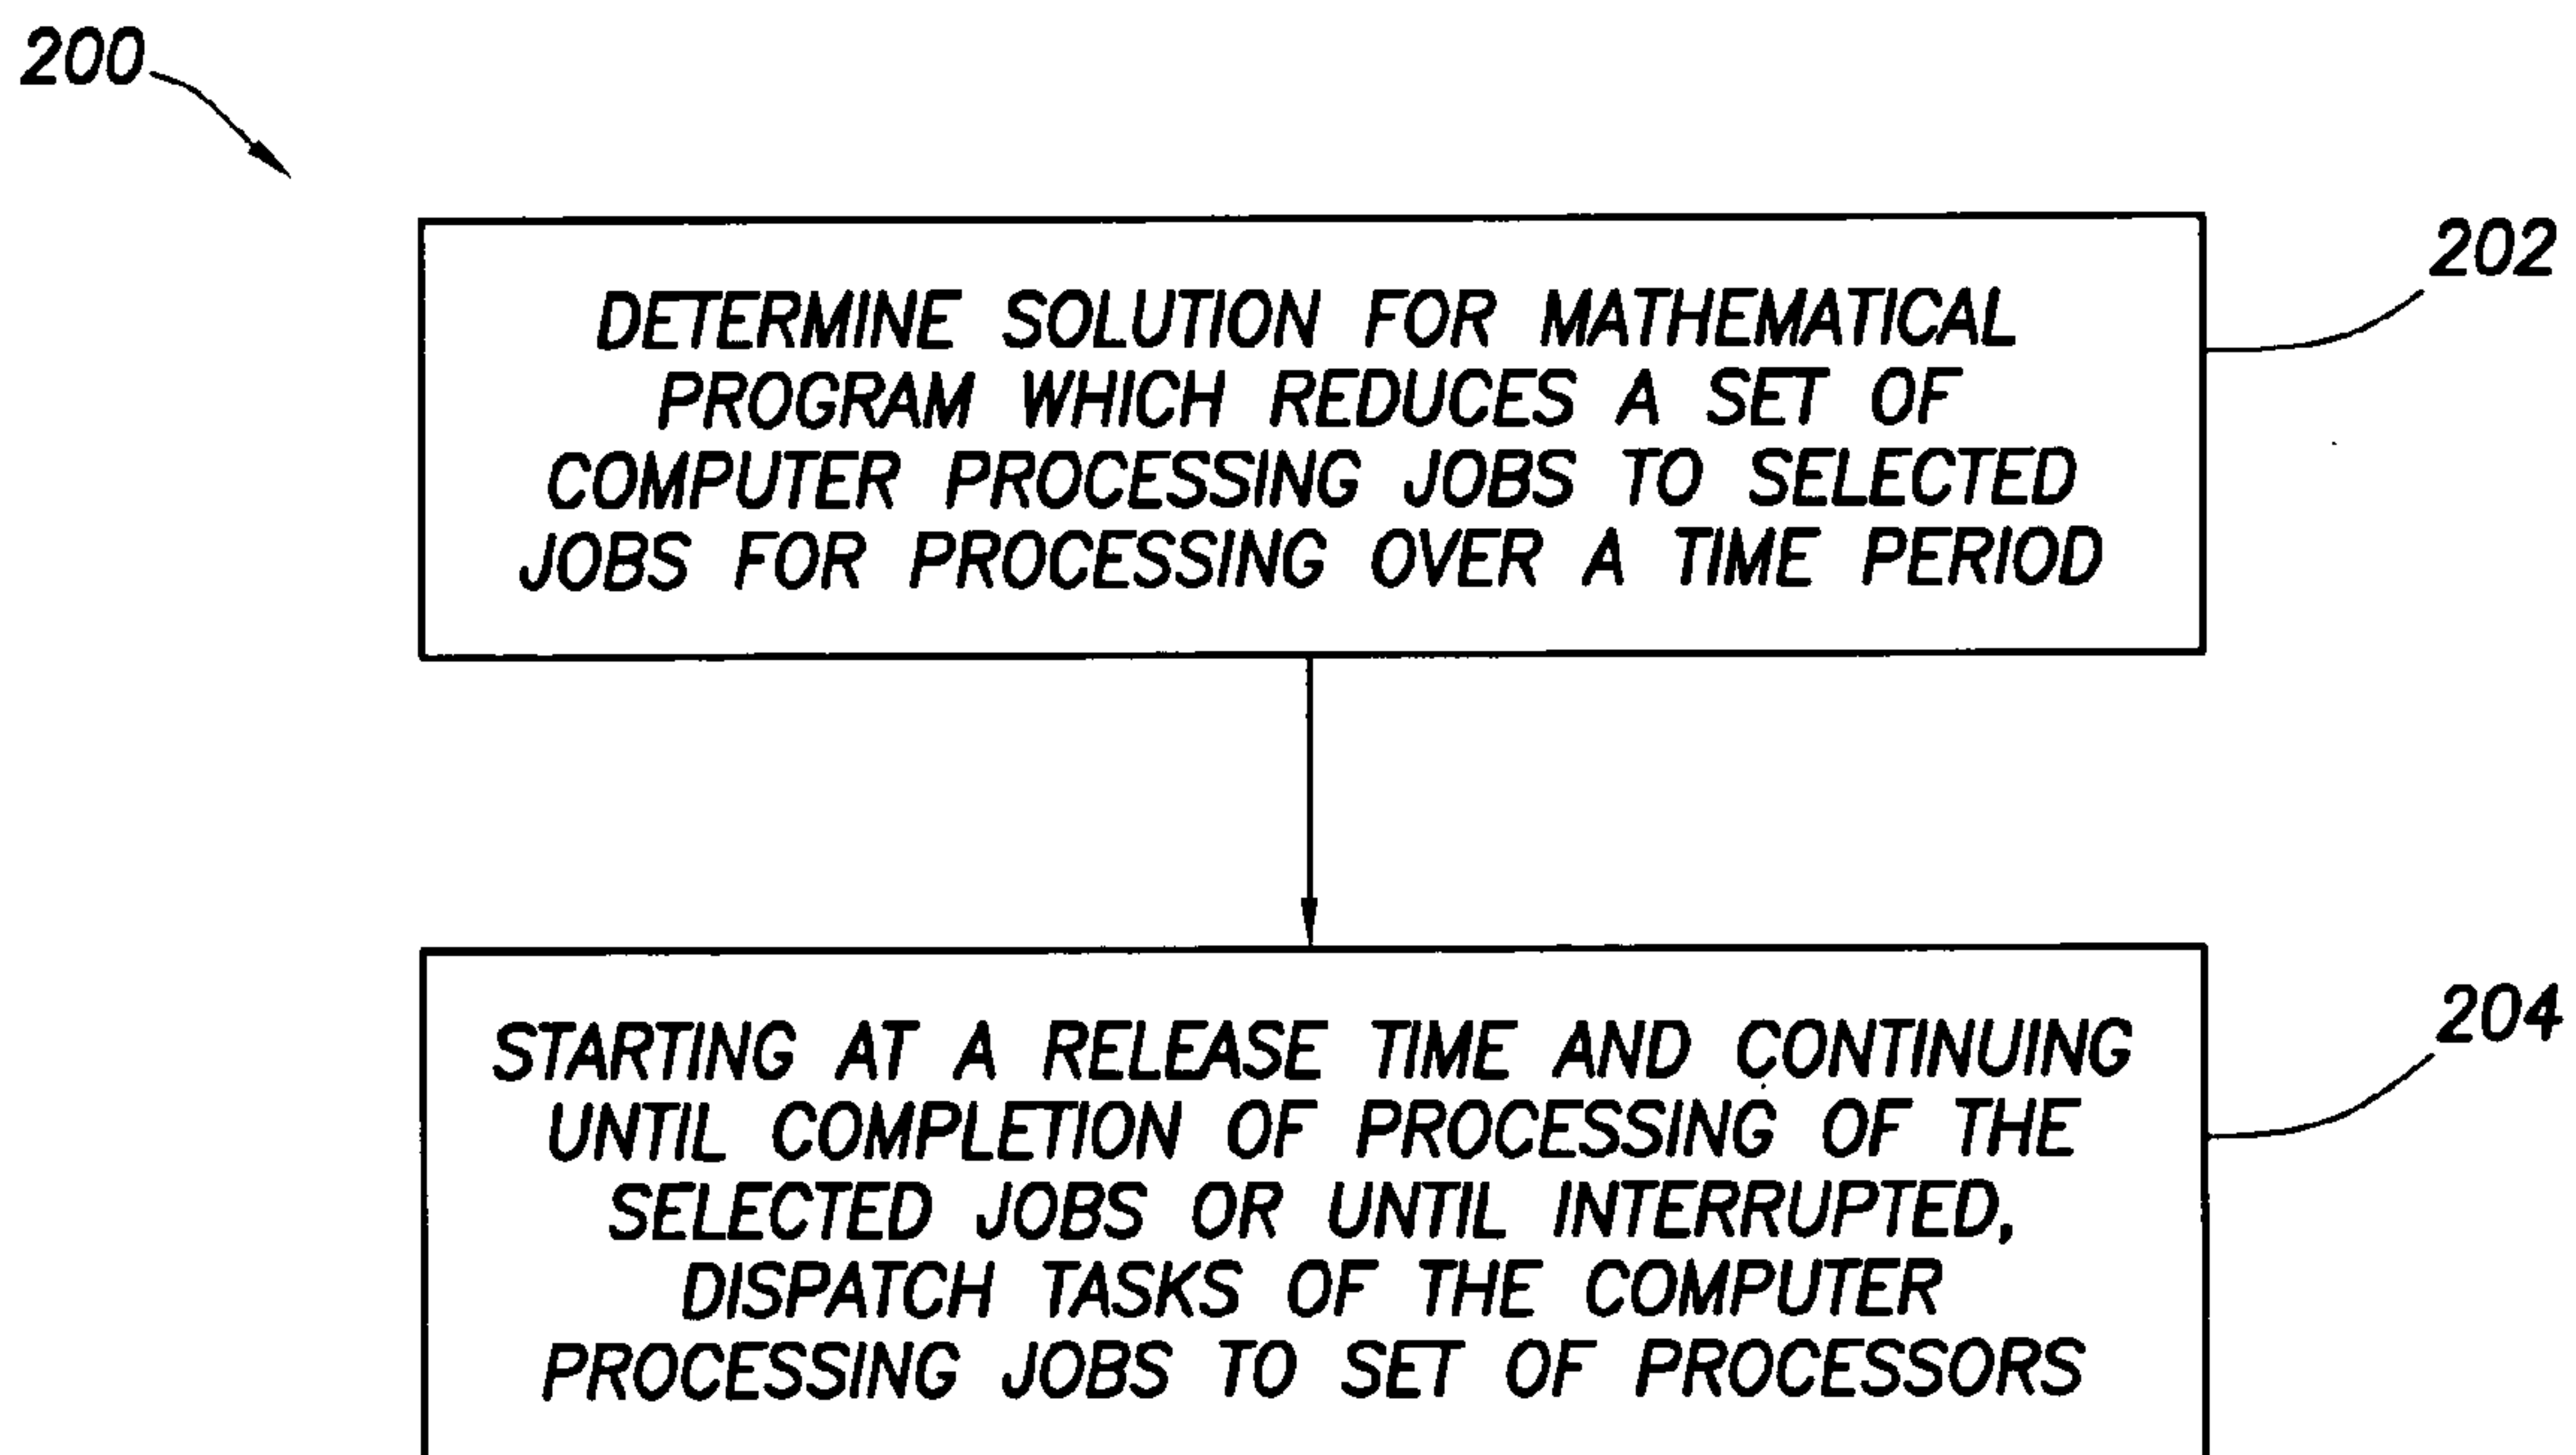 200
202
DETERMINE SOLUTION FOR MATHEMATICAL
PROGRAM WHICH REDUCES A SET OF
COMPUTER PROCESSING JOBS TO SELECTED
JOBS FOR PROCESSING OVER A TIME PERIOD
204
STARTING AT A RELEASE TIME AND CONTINUING
UNTIL COMPLETION OF PROCESSING OF THE
SELECTED JOBS OR UNTIL INTERRUPTED,
DISPATCH TASKS OF THE COMPUTER
PROCESSING JOBS TO SET OF PROCESSORS